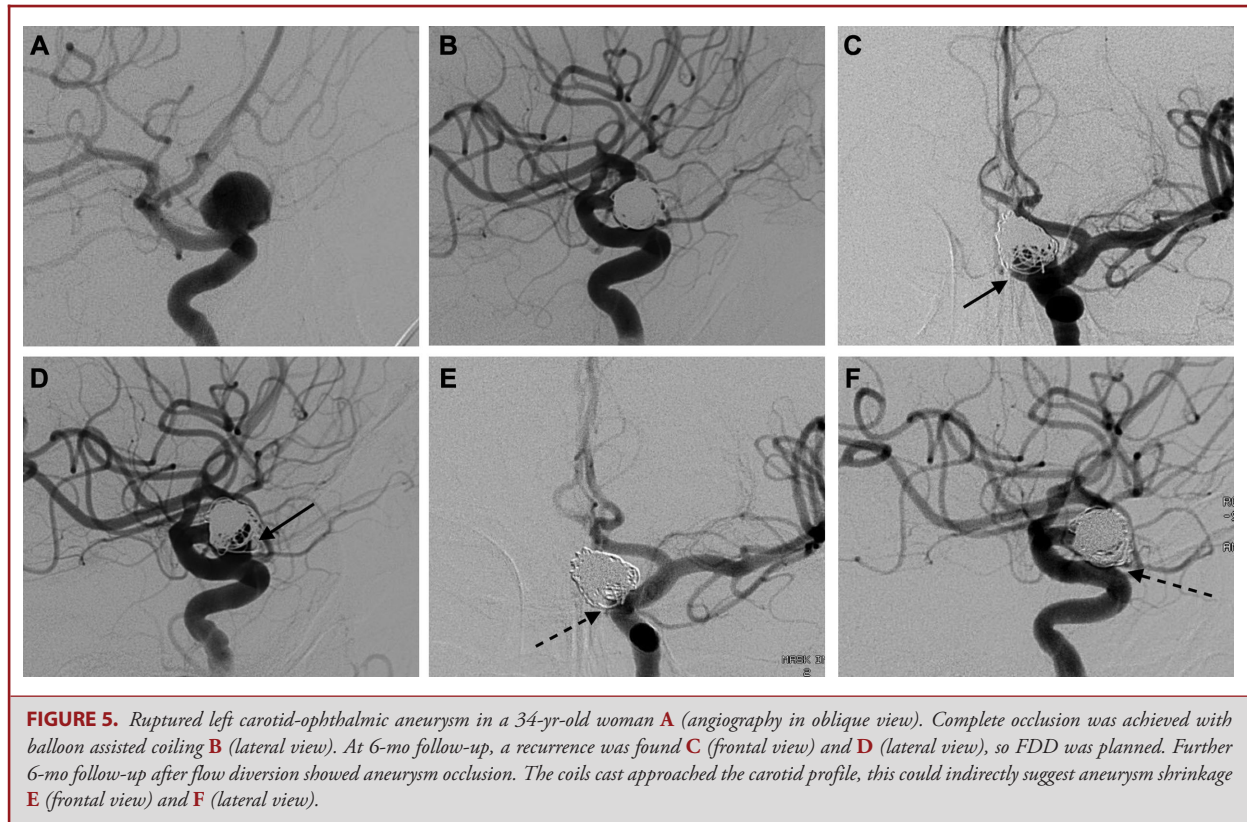 A
B
C
D
E
F
MASK
FIGURE 5. Ruptured left carotid-ophthalmic aneurysm in a 34-yr-old woman A (angiography in oblique view). Complete occlusion was achieved with
balloon assisted coiling B (lateral view). At 6-mo follow-up, a recurrence was found C (frontal view) and D (lateral view), so FDD was planned. Further
6-mo follow-up after flow diversion showed aneurysm occlusion. The coils cast approached the carotid profile, this could indirectly suggest aneurysm shrinkage
E (frontal view) and F (lateral view).